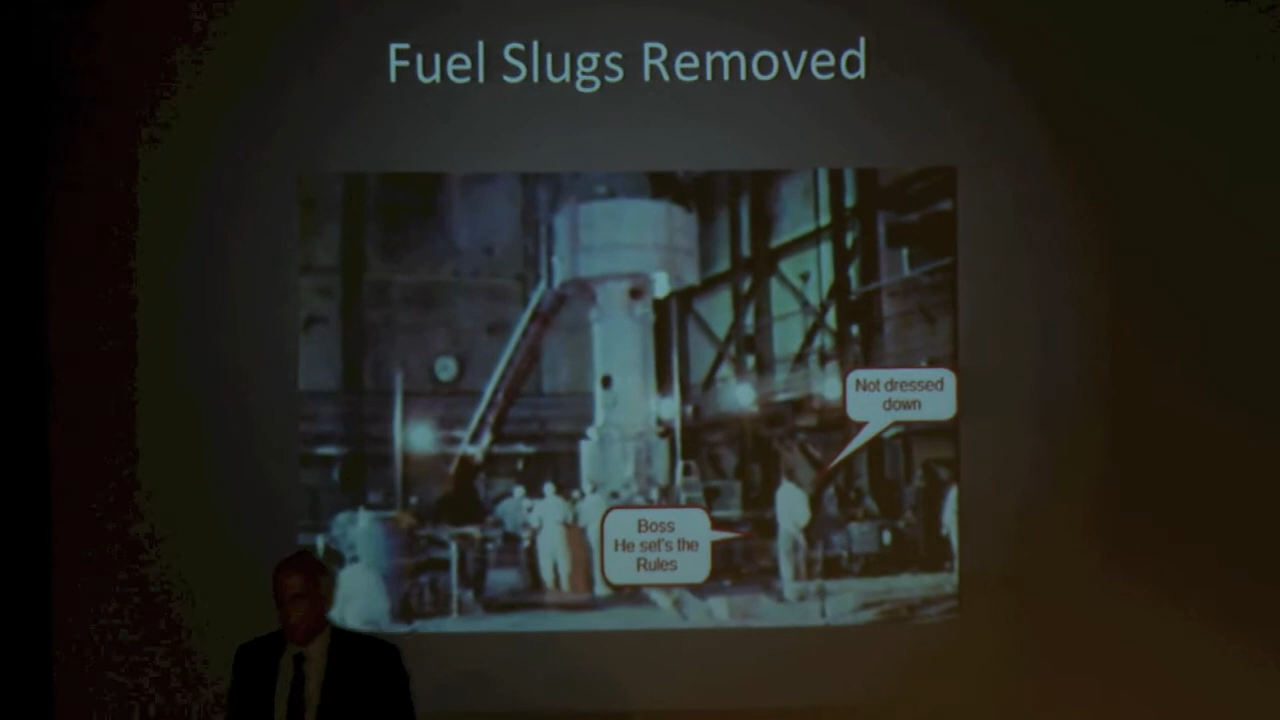 Fuel Slugs Removed
Not dressed
down
Boss
He set's the
Rules